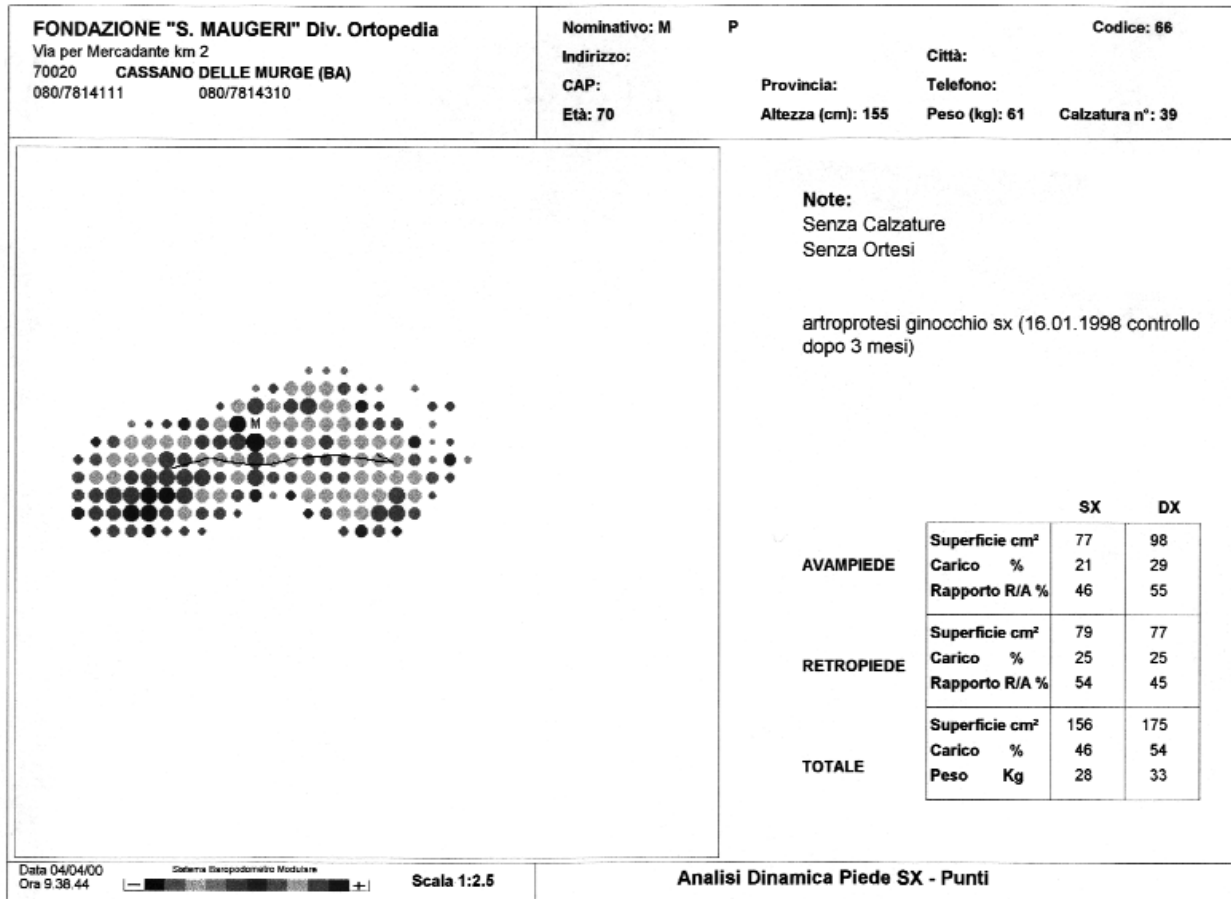 FONDAZIONE "S. MAUGERI" Div. Ortopedia
Via per Mercadante km 2
70020 CASSANO DELLE MURGE (BA)
080/7814111 080/7814310
Nominativo: M P Codice: 66
Indirizzo: Città:
CAP: Provincia: Telefono:
Età: 70 Altezza (cm): 155 Peso (kg): 61 Calzatura n°: 39
Note:
Senza Calzature
Senza Ortesi
artroprotesi ginocchio sx (16.01.1998 controllo
dopo 3 mesi)
M
SX DX
AVAMPIEDE
Superficie cm² 77 98
Carico % 21 29
Rapporto R/A % 46 55
RETROPIEDE
Superficie cm² 79 77
Carico % 25 25
Rapporto R/A % 54 45
TOTALE
Superficie cm² 156 175
Carico % 46 54
Peso Kg 28 33
Data 04/04/00
Ora 9.38.44
Sistema Baropodometro Modulare
− +
Scala 1:2.5
Analisi Dinamica Piede SX - Punti